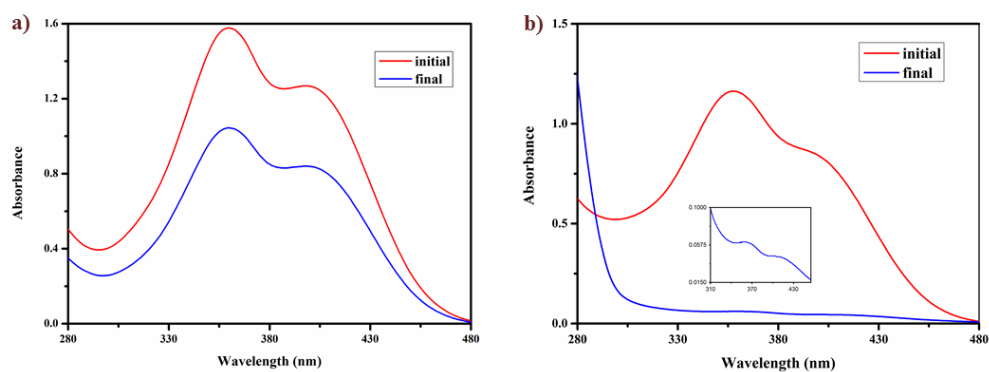 a)
1.6
1.2
0.8
0.4
0.0
Absorbance
initial
final
280 330 380 430 480
Wavelength (nm)
b)
1.5
1.0
0.5
0.0
Absorbance
initial
final
0.1000
0.0575
0.0150
310 370 430
280 330 380 430 480
Wavelength (nm)